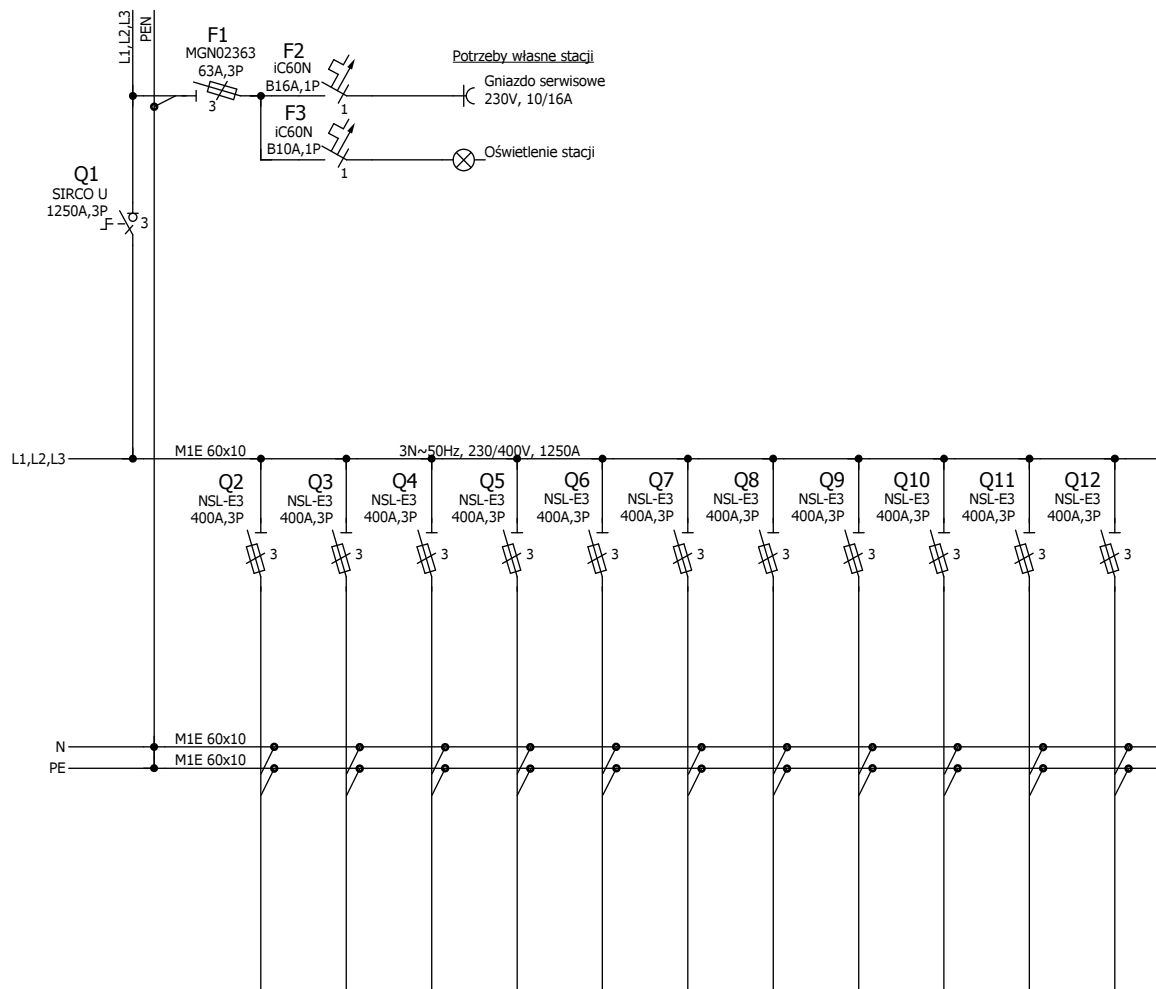 L1,L2,L3
PEN
F1
MGN02363
63A,3P
3
F2
iC60N
B16A,1P
1
Potrzeby własne stacji
Gniazdo serwisowe
230V, 10/16A
F3
iC60N
B10A,1P
1
Oświetlenie stacji
Q1
SIRCO U
1250A,3P
3
L1,L2,L3
M1E 60x10
3N~50Hz, 230/400V, 1250A
Q2
NSL-E3
400A,3P
3
Q3
NSL-E3
400A,3P
3
Q4
NSL-E3
400A,3P
3
Q5
NSL-E3
400A,3P
3
Q6
NSL-E3
400A,3P
3
Q7
NSL-E3
400A,3P
3
Q8
NSL-E3
400A,3P
3
Q9
NSL-E3
400A,3P
3
Q10
NSL-E3
400A,3P
3
Q11
NSL-E3
400A,3P
3
Q12
NSL-E3
400A,3P
3
N
M1E 60x10
PE
M1E 60x10